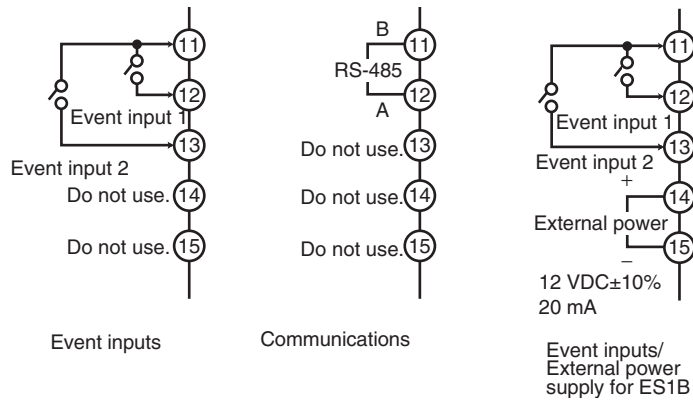 11
12
Event input 1
13
Event input 2
Do not use. 14
Do not use. 15
Event inputs
B
11
RS-485
12
A
Do not use. 13
Do not use. 14
Do not use. 15
Communications
11
12
Event input 1
13
Event input 2
+
14
External power
15
−
12 VDC±10%
20 mA
Event inputs/
External power
supply for ES1B